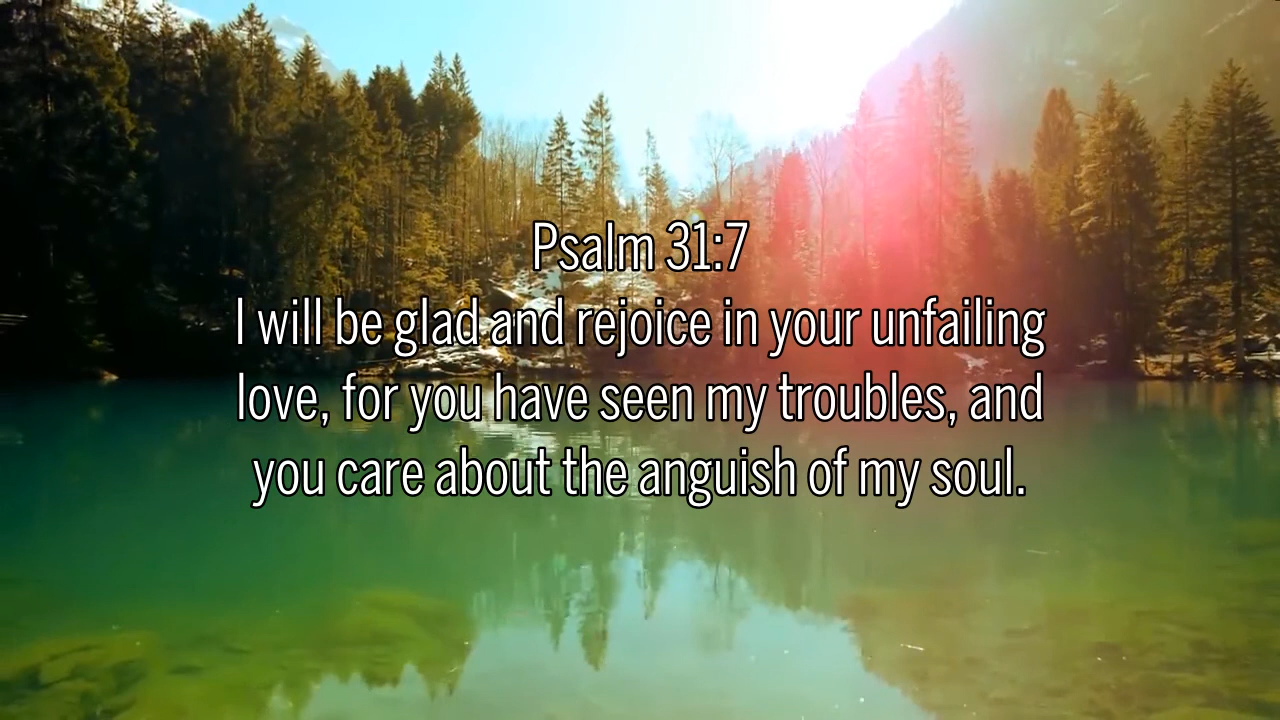 Psalm 31:7
I will be glad and rejoice in your unfailing
love, for you have seen my troubles, and
you care about the anguish of my soul.